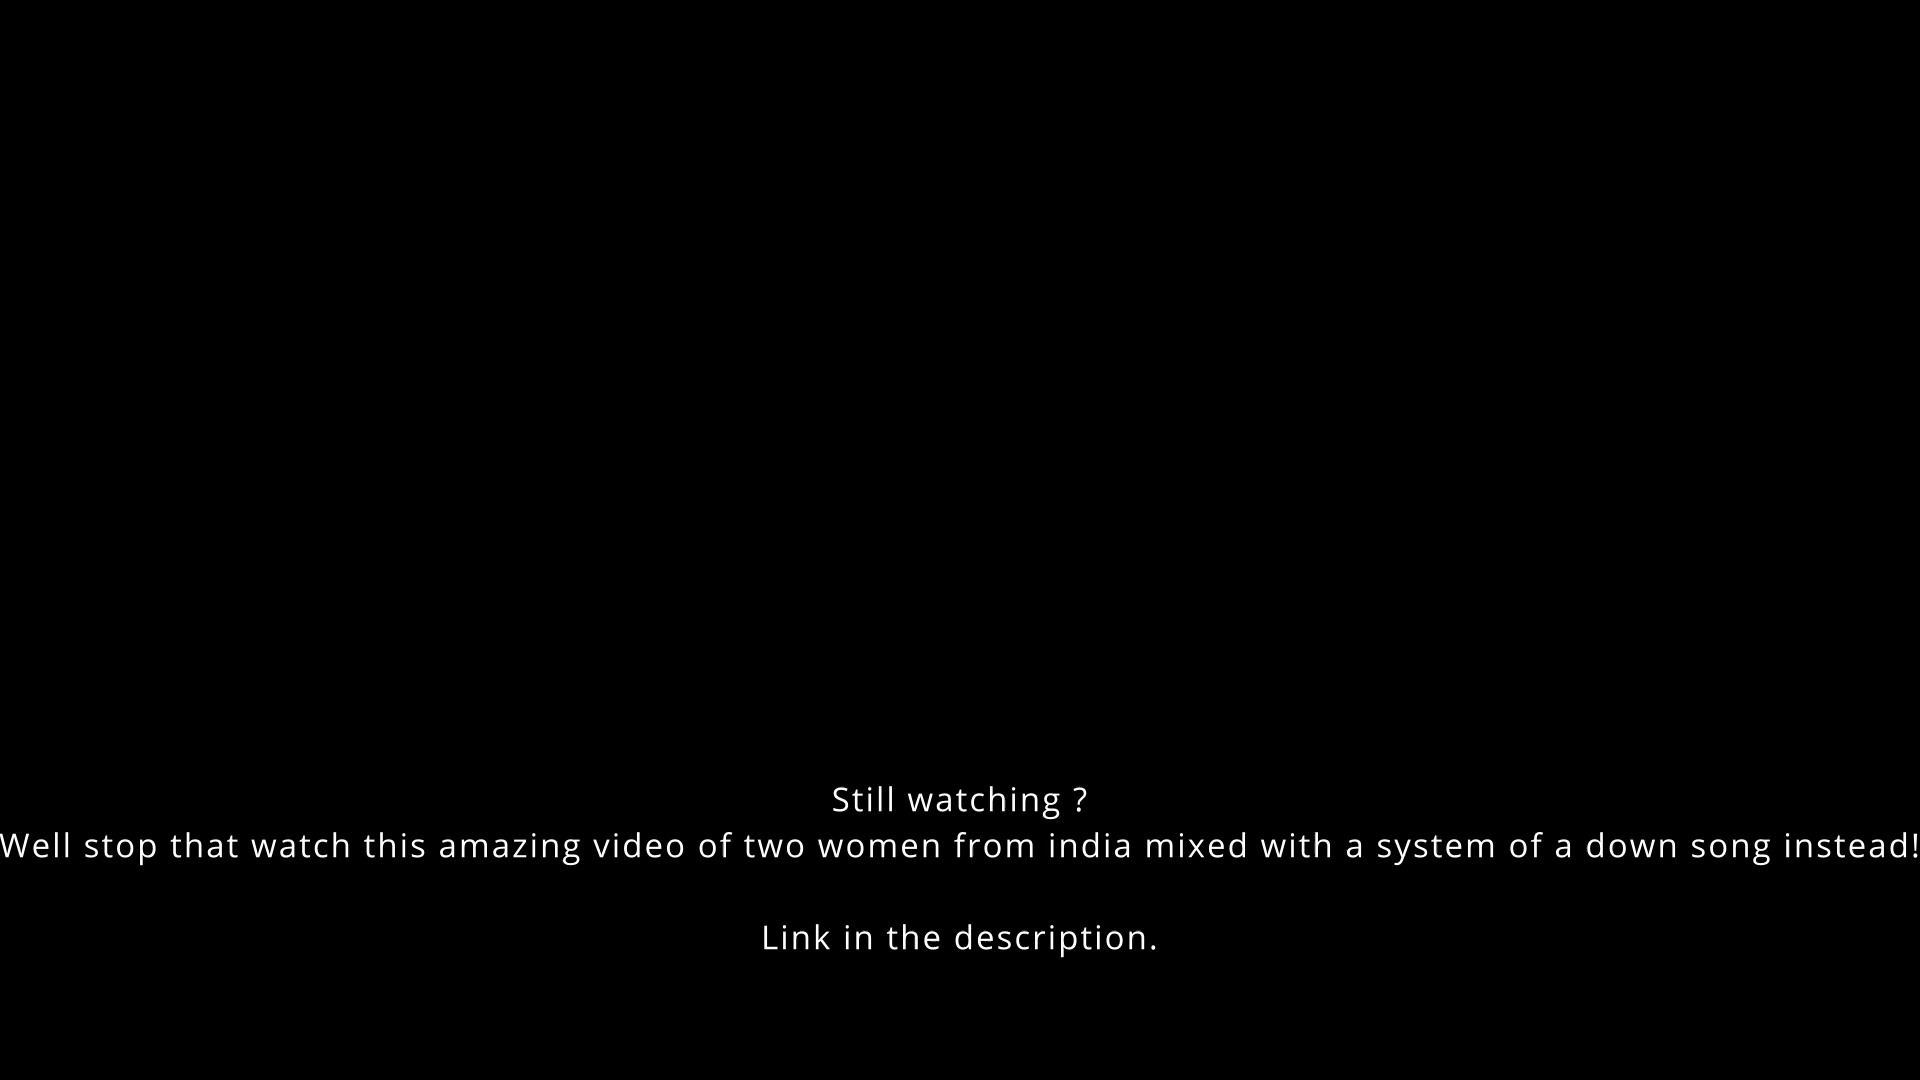 Still watching ?
Well stop that watch this amazing video of two women from india mixed with a system of a down song instead!
Link in the description.